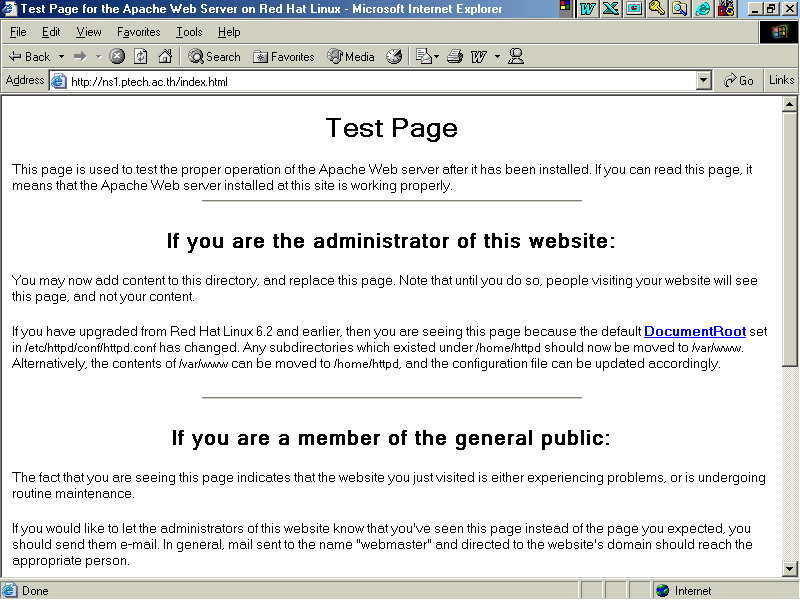 Test Page for the Apache Web Server on Red Hat Linux - Microsoft Internet Explorer
File Edit View Favorites Tools Help
Back Search Favorites Media
Address http://ns1.ptech.ac.th/index.html Go Links
Test Page
This page is used to test the proper operation of the Apache Web server after it has been installed. If you can read this page, it
means that the Apache Web server installed at this site is working properly.
If you are the administrator of this website:
You may now add content to this directory, and replace this page. Note that until you do so, people visiting your website will see
this page, and not your content.
If you have upgraded from Red Hat Linux 6.2 and earlier, then you are seeing this page because the default DocumentRoot set
in /etc/httpd/conf/httpd.conf has changed. Any subdirectories which existed under /home/httpd should now be moved to /var/www.
Alternatively, the contents of /var/www can be moved to /home/httpd, and the configuration file can be updated accordingly.
If you are a member of the general public:
The fact that you are seeing this page indicates that the website you just visited is either experiencing problems, or is undergoing
routine maintenance.
If you would like to let the administrators of this website know that you've seen this page instead of the page you expected, you
should send them e-mail. In general, mail sent to the name "webmaster" and directed to the website's domain should reach the
appropriate person.
Done Internet